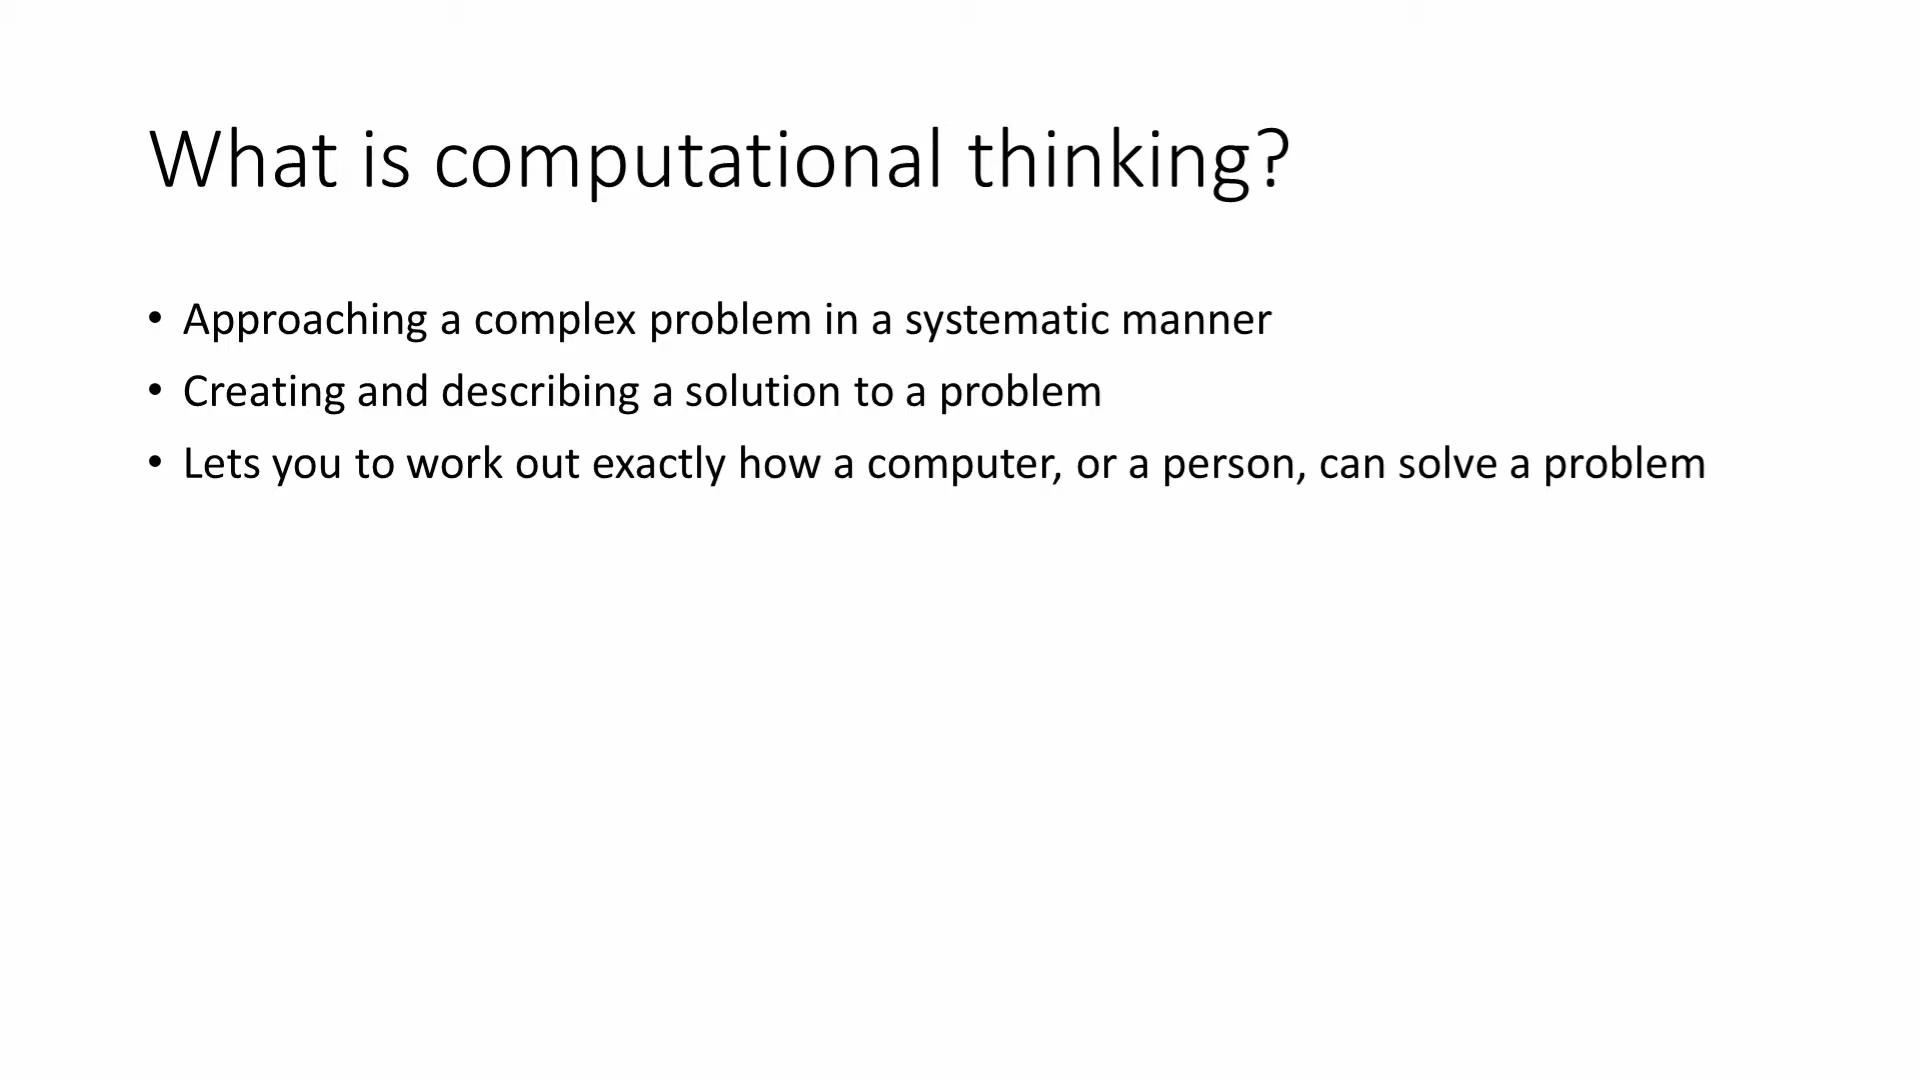 What is computational thinking?
• Approaching a complex problem in a systematic manner
• Creating and describing a solution to a problem
• Lets you to work out exactly how a computer, or a person, can solve a problem